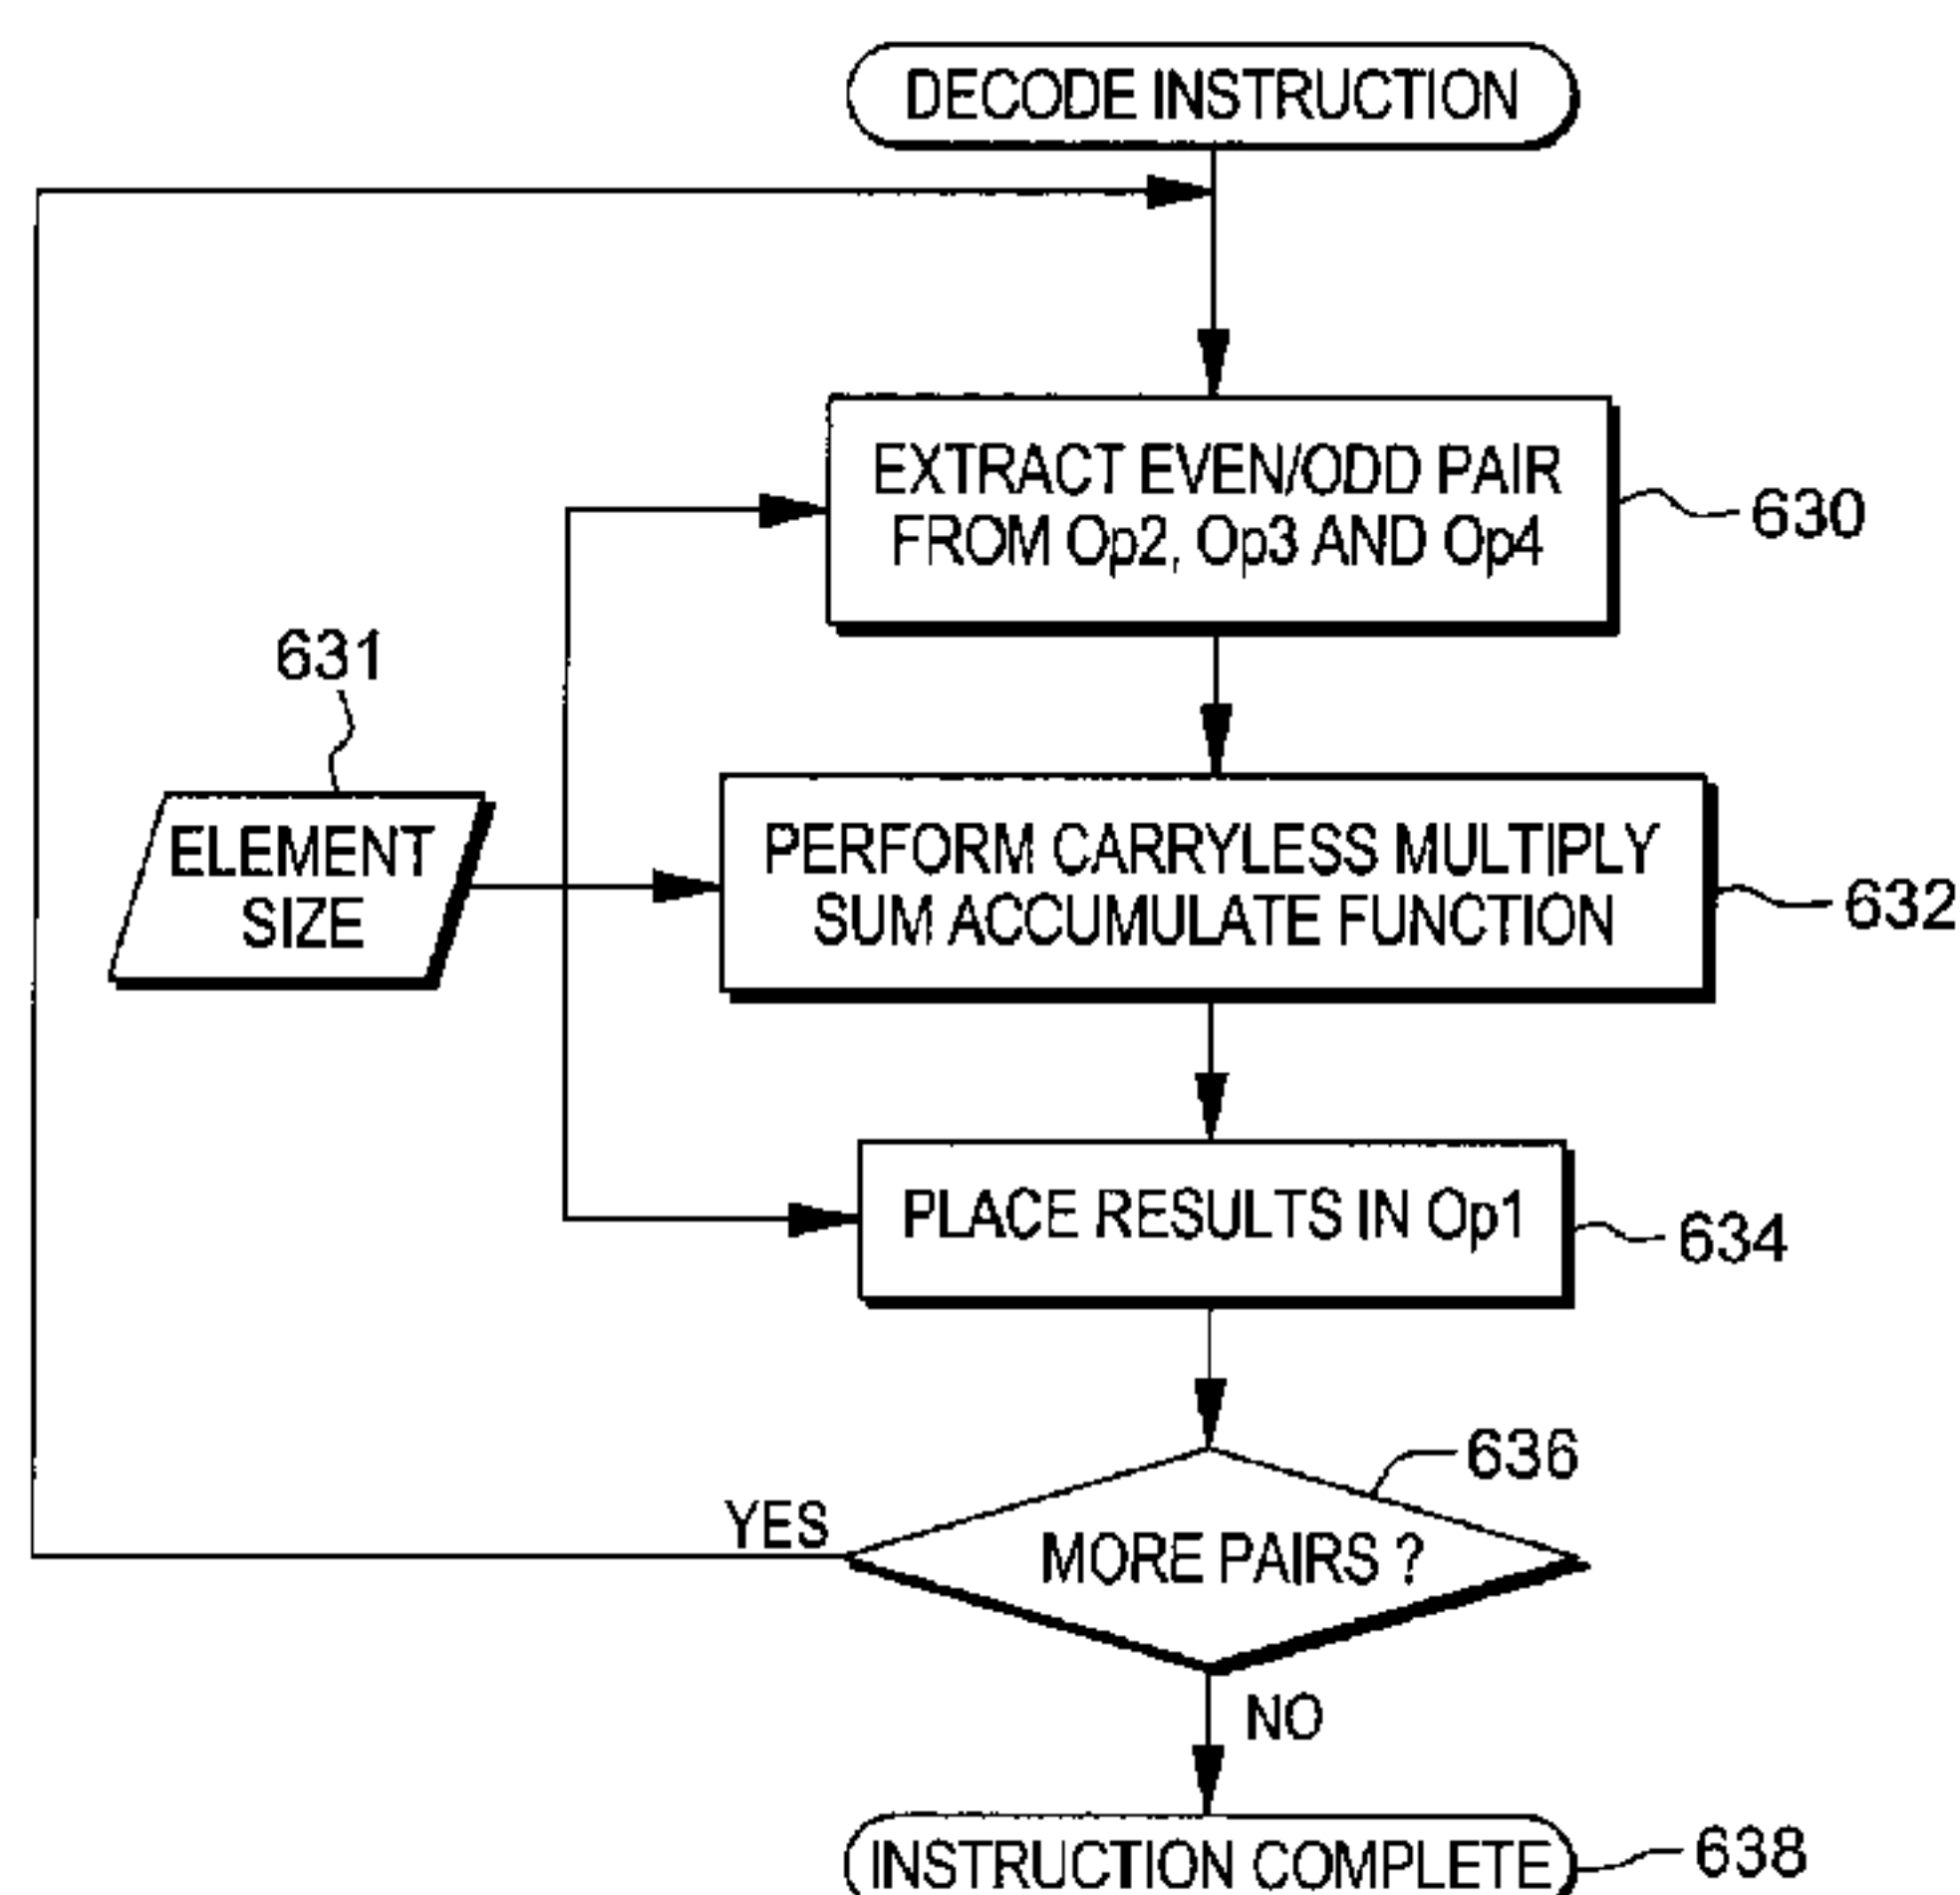 DECODE INSTRUCTION
EXTRACT EVEN/ODD PAIR
FROM Op2, Op3 AND Op4
630
631
ELEMENT
SIZE
PERFORM CARRYLESS MULTIPLY
SUM ACCUMULATE FUNCTION
632
PLACE RESULTS IN Op1
634
636
YES
MORE PAIRS ?
NO
INSTRUCTION COMPLETE
638